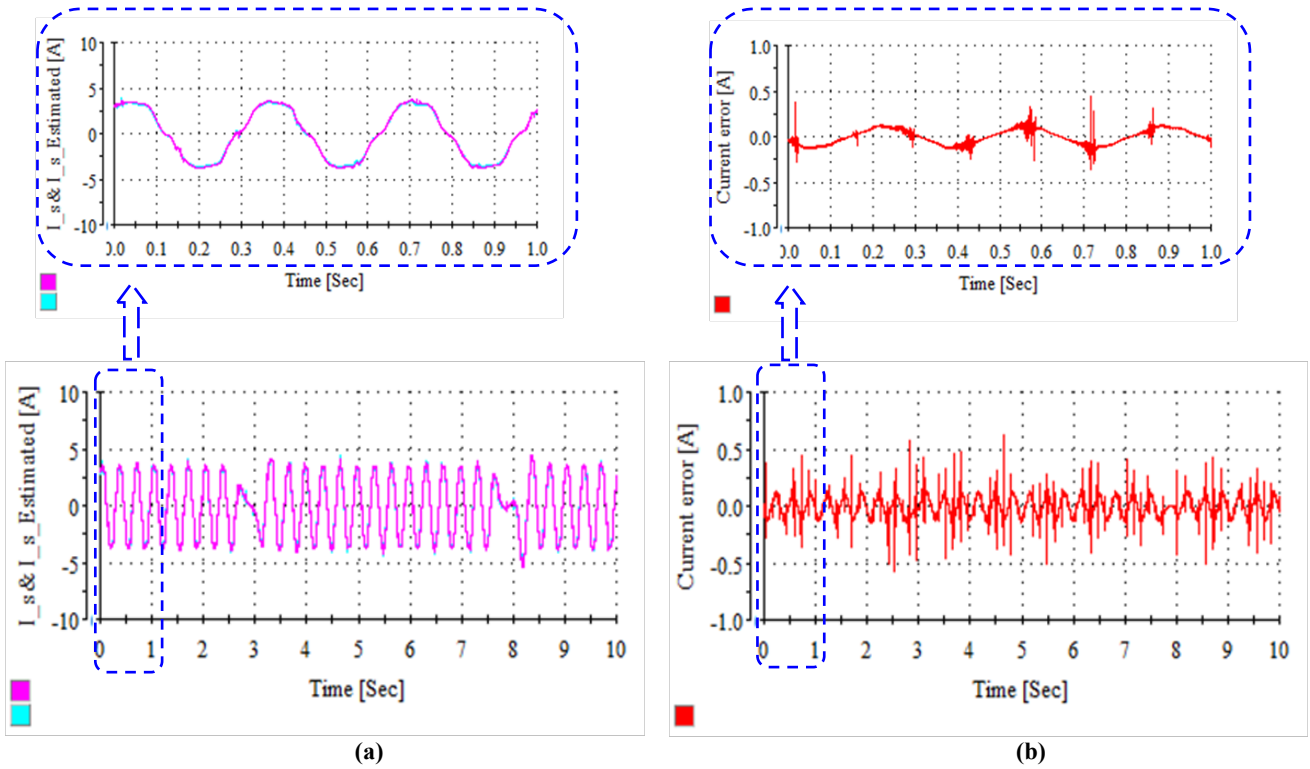 I_s & I_s_Estimated [A]
10
5
0
-5
-10
0.0 0.1 0.2 0.3 0.4 0.5 0.6 0.7 0.8 0.9 1.0
Time [Sec]
Current error [A]
1.0
0.5
0.0
-0.5
-1.0
0.0 0.1 0.2 0.3 0.4 0.5 0.6 0.7 0.8 0.9 1.0
Time [Sec]
I_s & I_s_Estimated [A]
10
5
0
-5
-10
0 1 2 3 4 5 6 7 8 9 10
Time [Sec]
Current error [A]
1.0
0.5
0.0
-0.5
-1.0
0 1 2 3 4 5 6 7 8 9 10
Time [Sec]
(a)
(b)